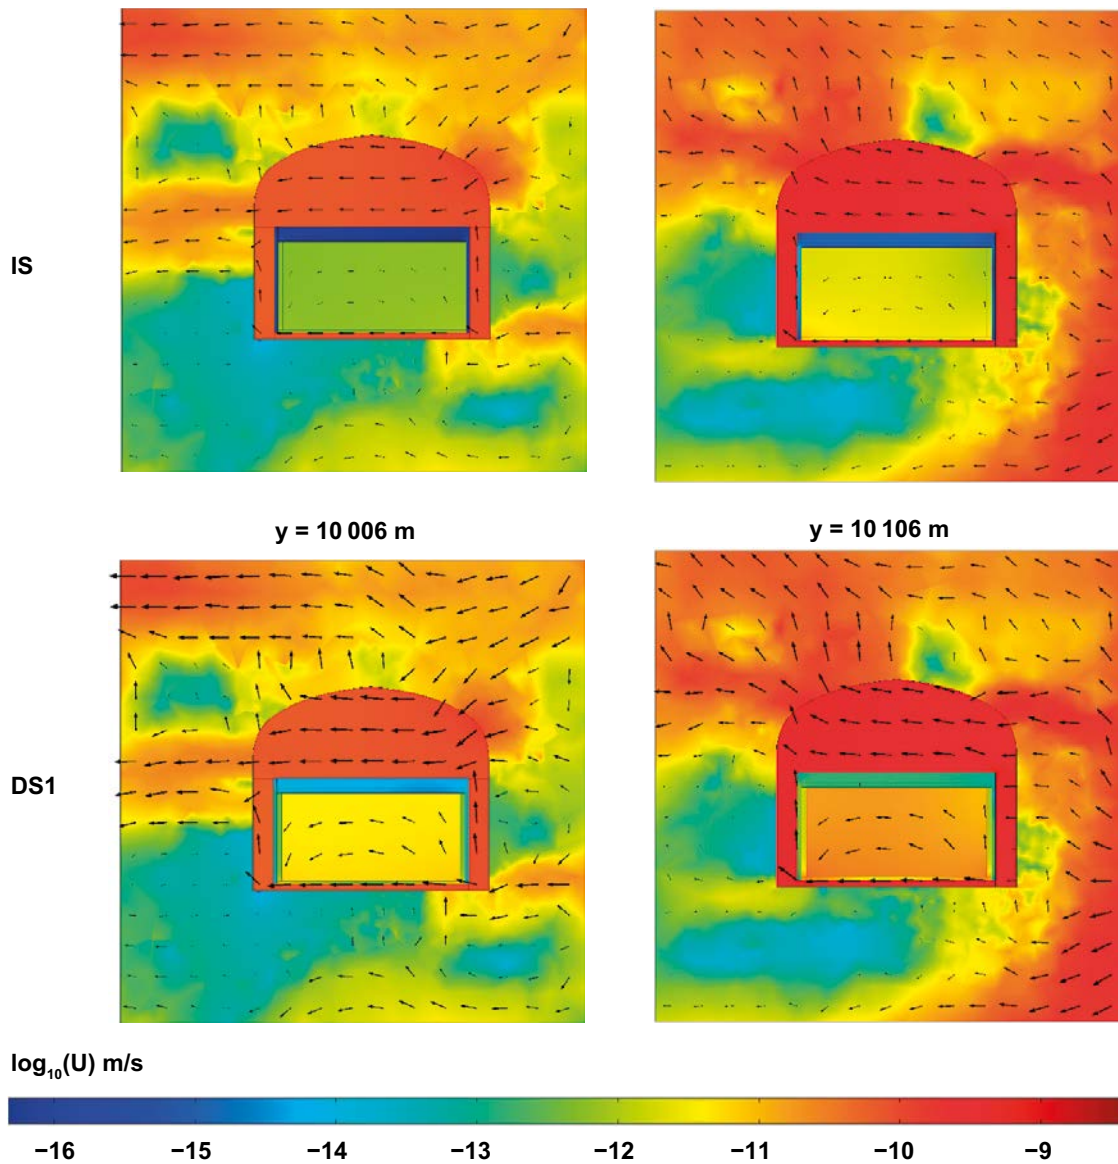 IS
y = 10 006 m
y = 10 106 m
DS1
log₁₀(U) m/s
−16 −15 −14 −13 −12 −11 −10 −9